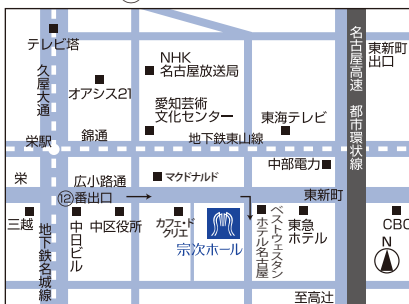 テレビ塔
久屋大通
オアシス21
NHK
名古屋放送局
愛知芸術
文化センター
東海テレビ
名古屋高速 都市環状線
東新町
出口
栄駅
錦通
地下鉄東山線
中部電力
栄
広小路通
マクドナルド
東新町
⑫番出口
三越
地下鉄名城線
中日ビル
中区役所
カフェ・ド
クリエ
宗次ホール
ベストウェスタン
ホテル名古屋
東急
ホテル
CBC
N
至高辻